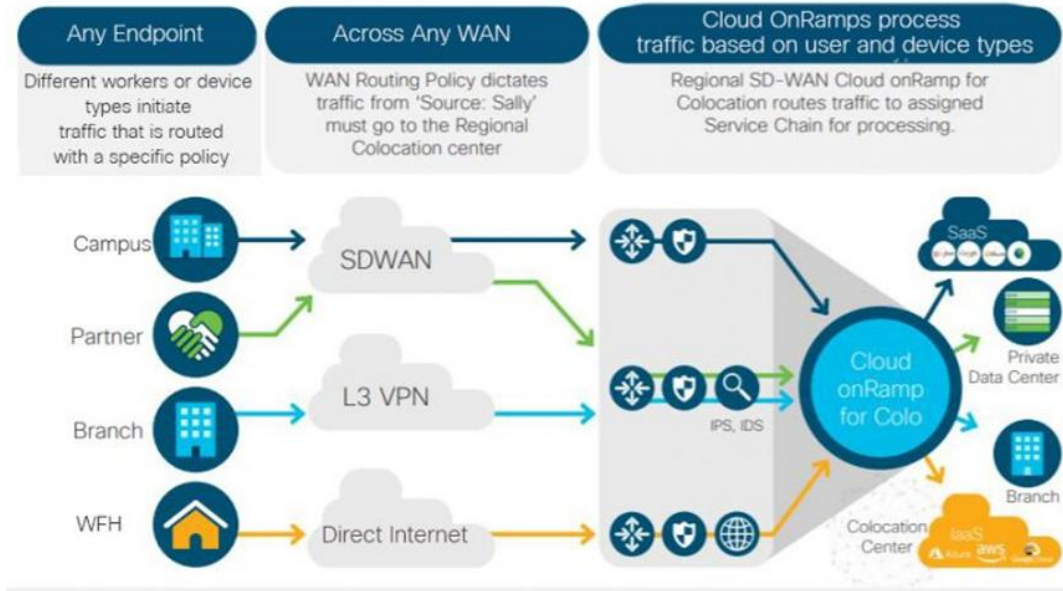 Any Endpoint
Different workers or device
types initiate
traffic that is routed
with a specific policy
Across Any WAN
WAN Routing Policy dictates
traffic from 'Source: Sally'
must go to the Regional
Colocation center
Cloud OnRamps process
traffic based on user and device types
Regional SD-WAN Cloud onRamp for
Colocation routes traffic to assigned
Service Chain for processing.
Campus
Partner
Branch
WFH
SDWAN
L3 VPN
Direct Internet
IPS, IDS
Cloud
onRamp
for Colo
SaaS
Google
Private
Data Center
Branch
Colocation
Center
IaaS
Azure
aws
Google Cloud